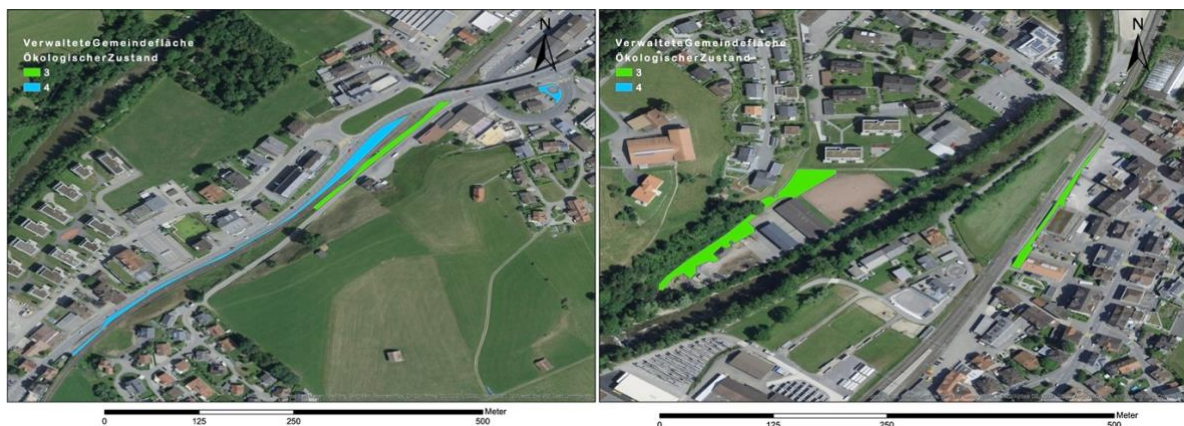 N
VerwalteteGemeindefläche
ÖkologischerZustand
3
4
Meter
0 125 250 500
N
VerwalteteGemeindefläche
ÖkologischerZustand
3
4
Meter
0 125 250 500